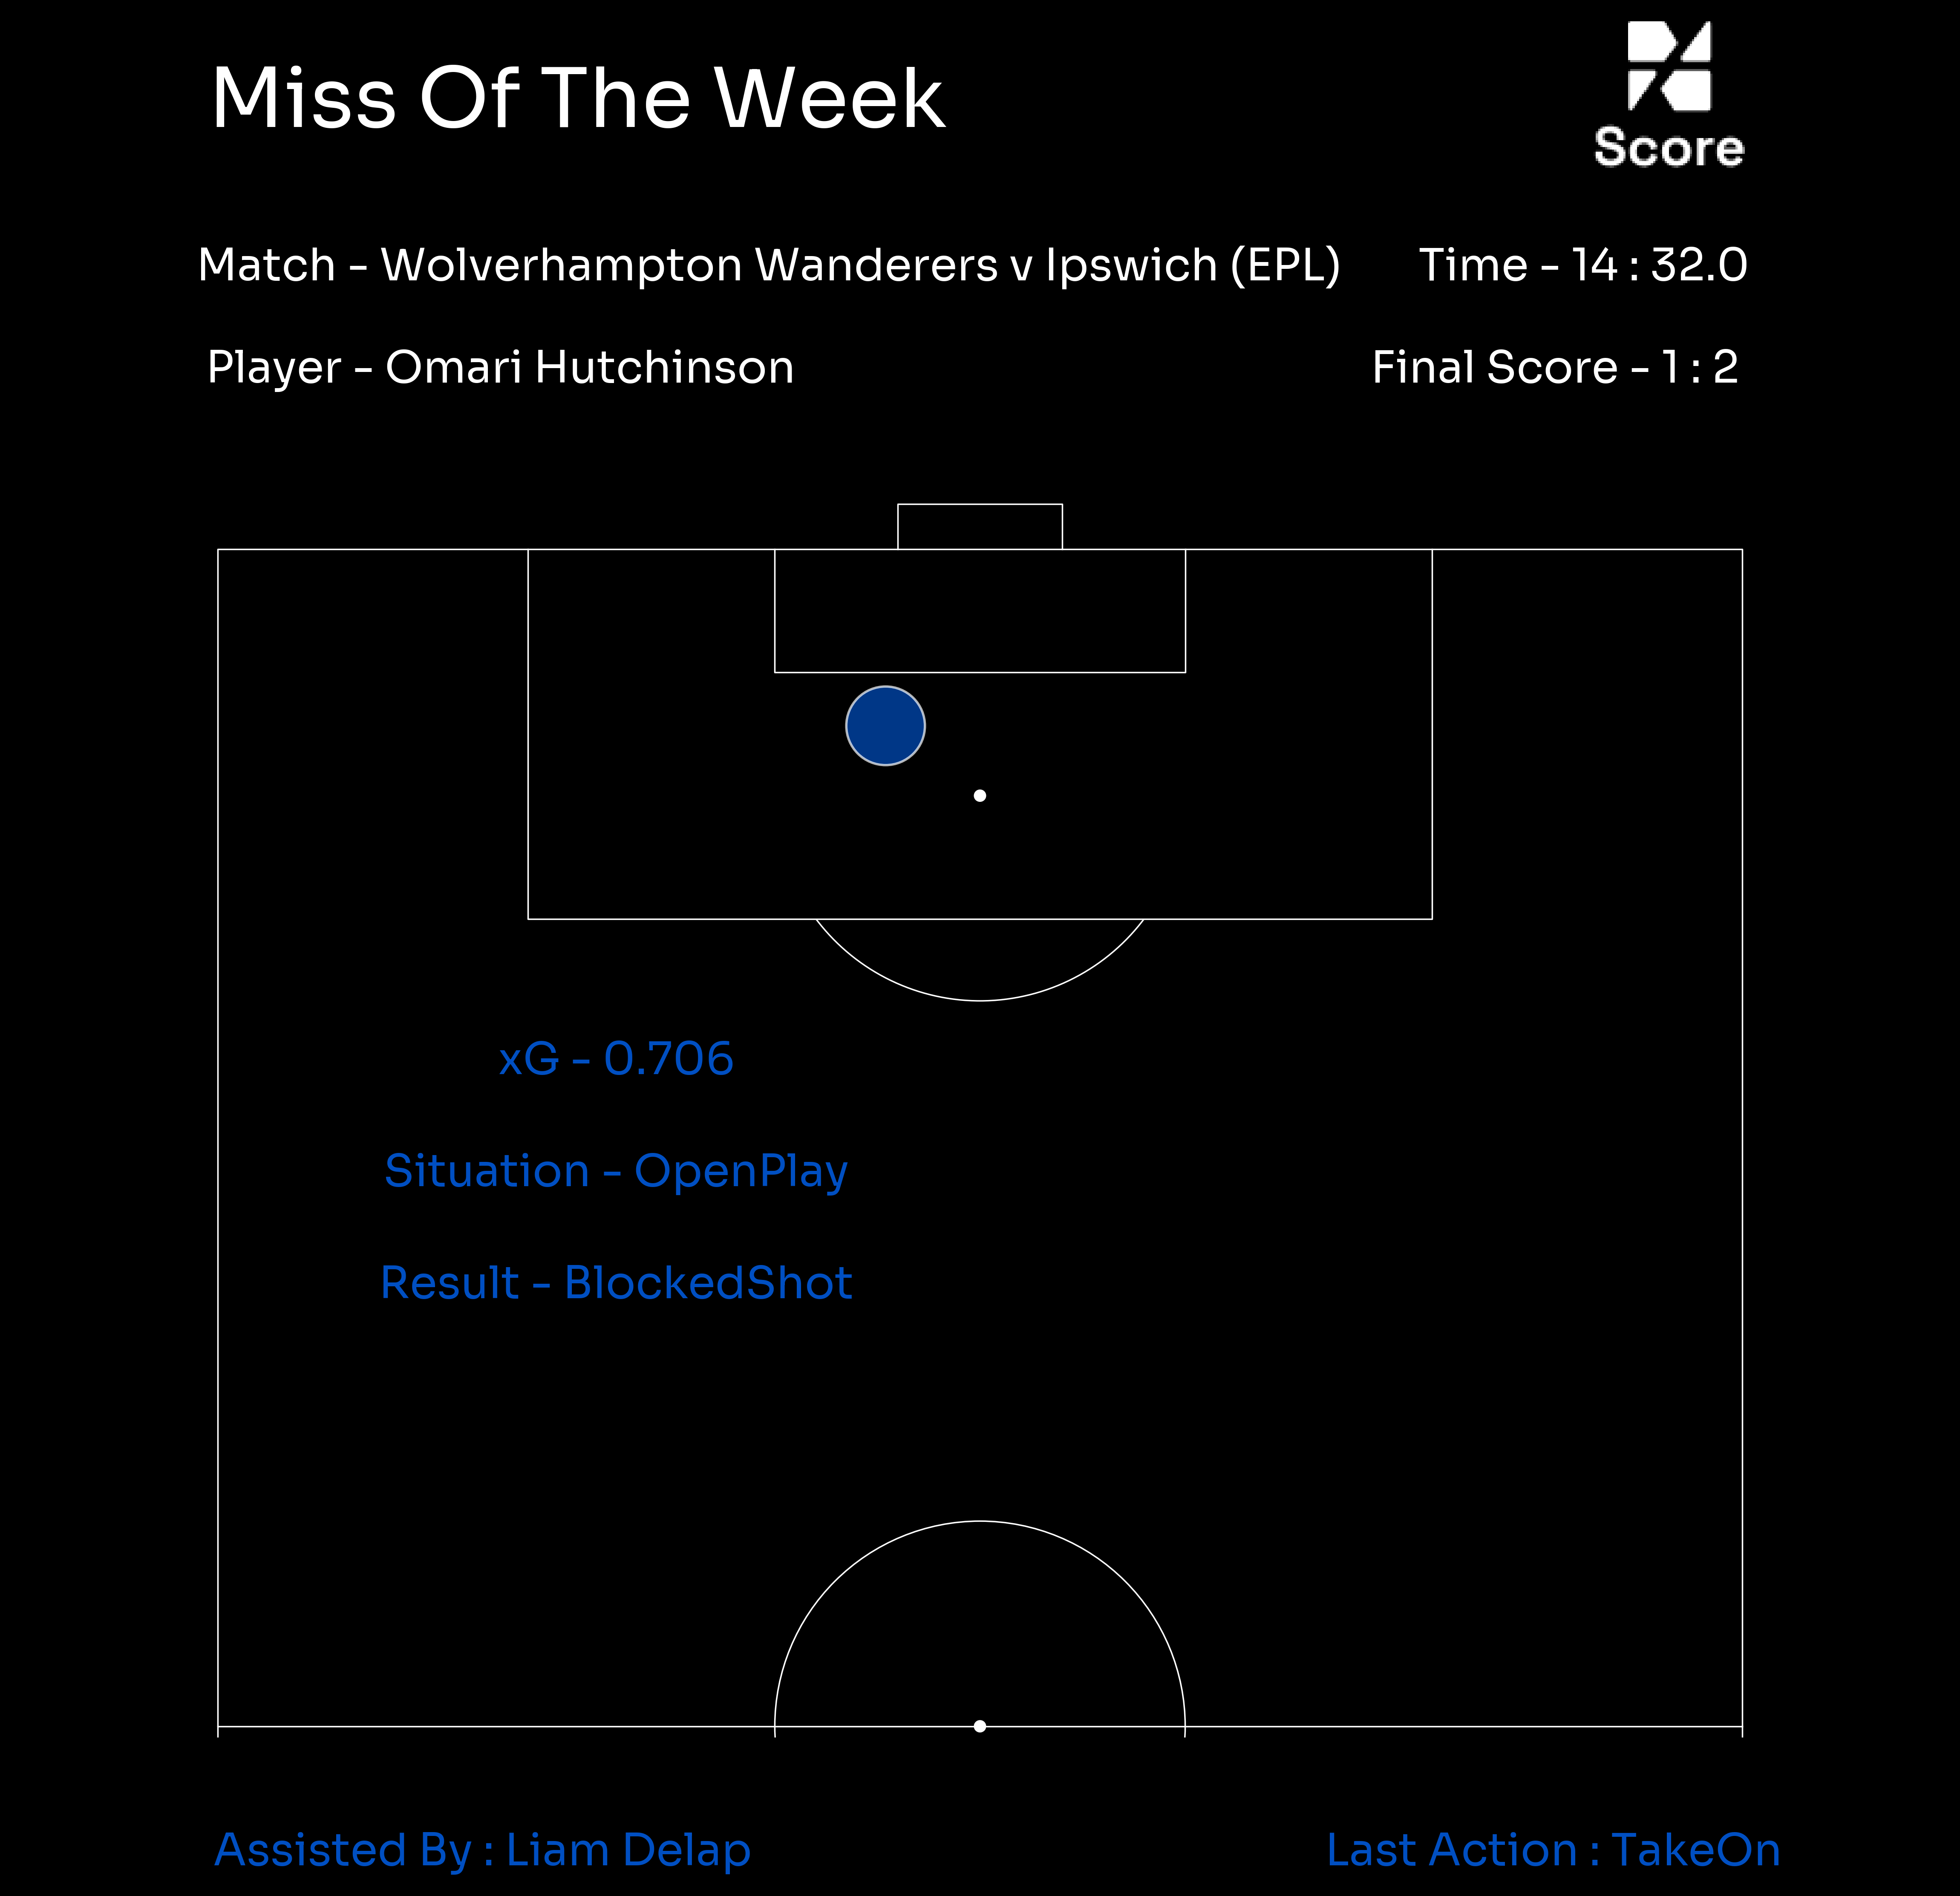 Miss Of The Week
Score
Match - Wolverhampton Wanderers v Ipswich (EPL)
Time - 14 : 32.0
Player - Omari Hutchinson
Final Score - 1 : 2
xG - 0.706
Situation - OpenPlay
Result - BlockedShot
Assisted By : Liam Delap
Last Action : TakeOn